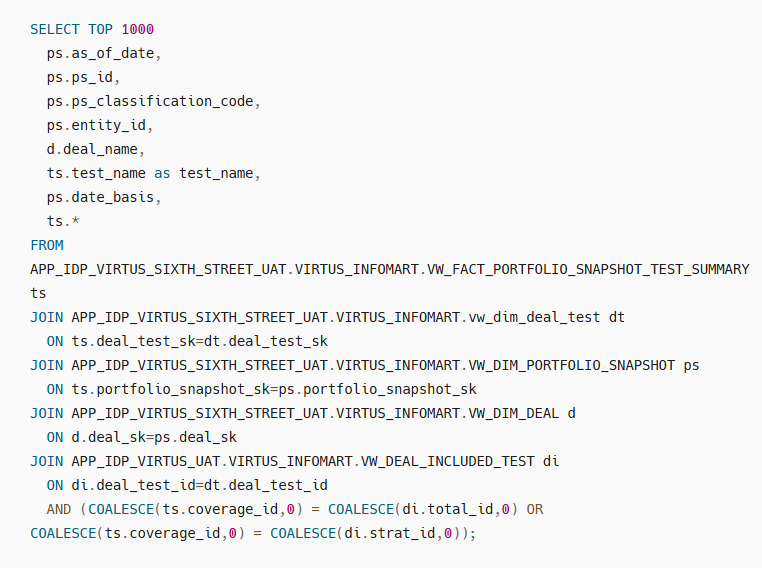 SELECT TOP 1000
  ps.as_of_date,
  ps.ps_id,
  ps.ps_classification_code,
  ps.entity_id,
  d.deal_name,
  ts.test_name as test_name,
  ps.date_basis,
  ts.*
FROM
APP_IDP_VIRTUS_SIXTH_STREET_UAT.VIRTUS_INFOMART.VW_FACT_PORTFOLIO_SNAPSHOT_TEST_SUMMARY
ts
JOIN APP_IDP_VIRTUS_SIXTH_STREET_UAT.VIRTUS_INFOMART.vw_dim_deal_test dt
  ON ts.deal_test_sk=dt.deal_test_sk
JOIN APP_IDP_VIRTUS_SIXTH_STREET_UAT.VIRTUS_INFOMART.VW_DIM_PORTFOLIO_SNAPSHOT ps
  ON ts.portfolio_snapshot_sk=ps.portfolio_snapshot_sk
JOIN APP_IDP_VIRTUS_SIXTH_STREET_UAT.VIRTUS_INFOMART.VW_DIM_DEAL d
  ON d.deal_sk=ps.deal_sk
JOIN APP_IDP_VIRTUS_UAT.VIRTUS_INFOMART.VW_DEAL_INCLUDED_TEST di
  ON di.deal_test_id=dt.deal_test_id
  AND (COALESCE(ts.coverage_id,0) = COALESCE(di.total_id,0) OR
COALESCE(ts.coverage_id,0) = COALESCE(di.strat_id,0));